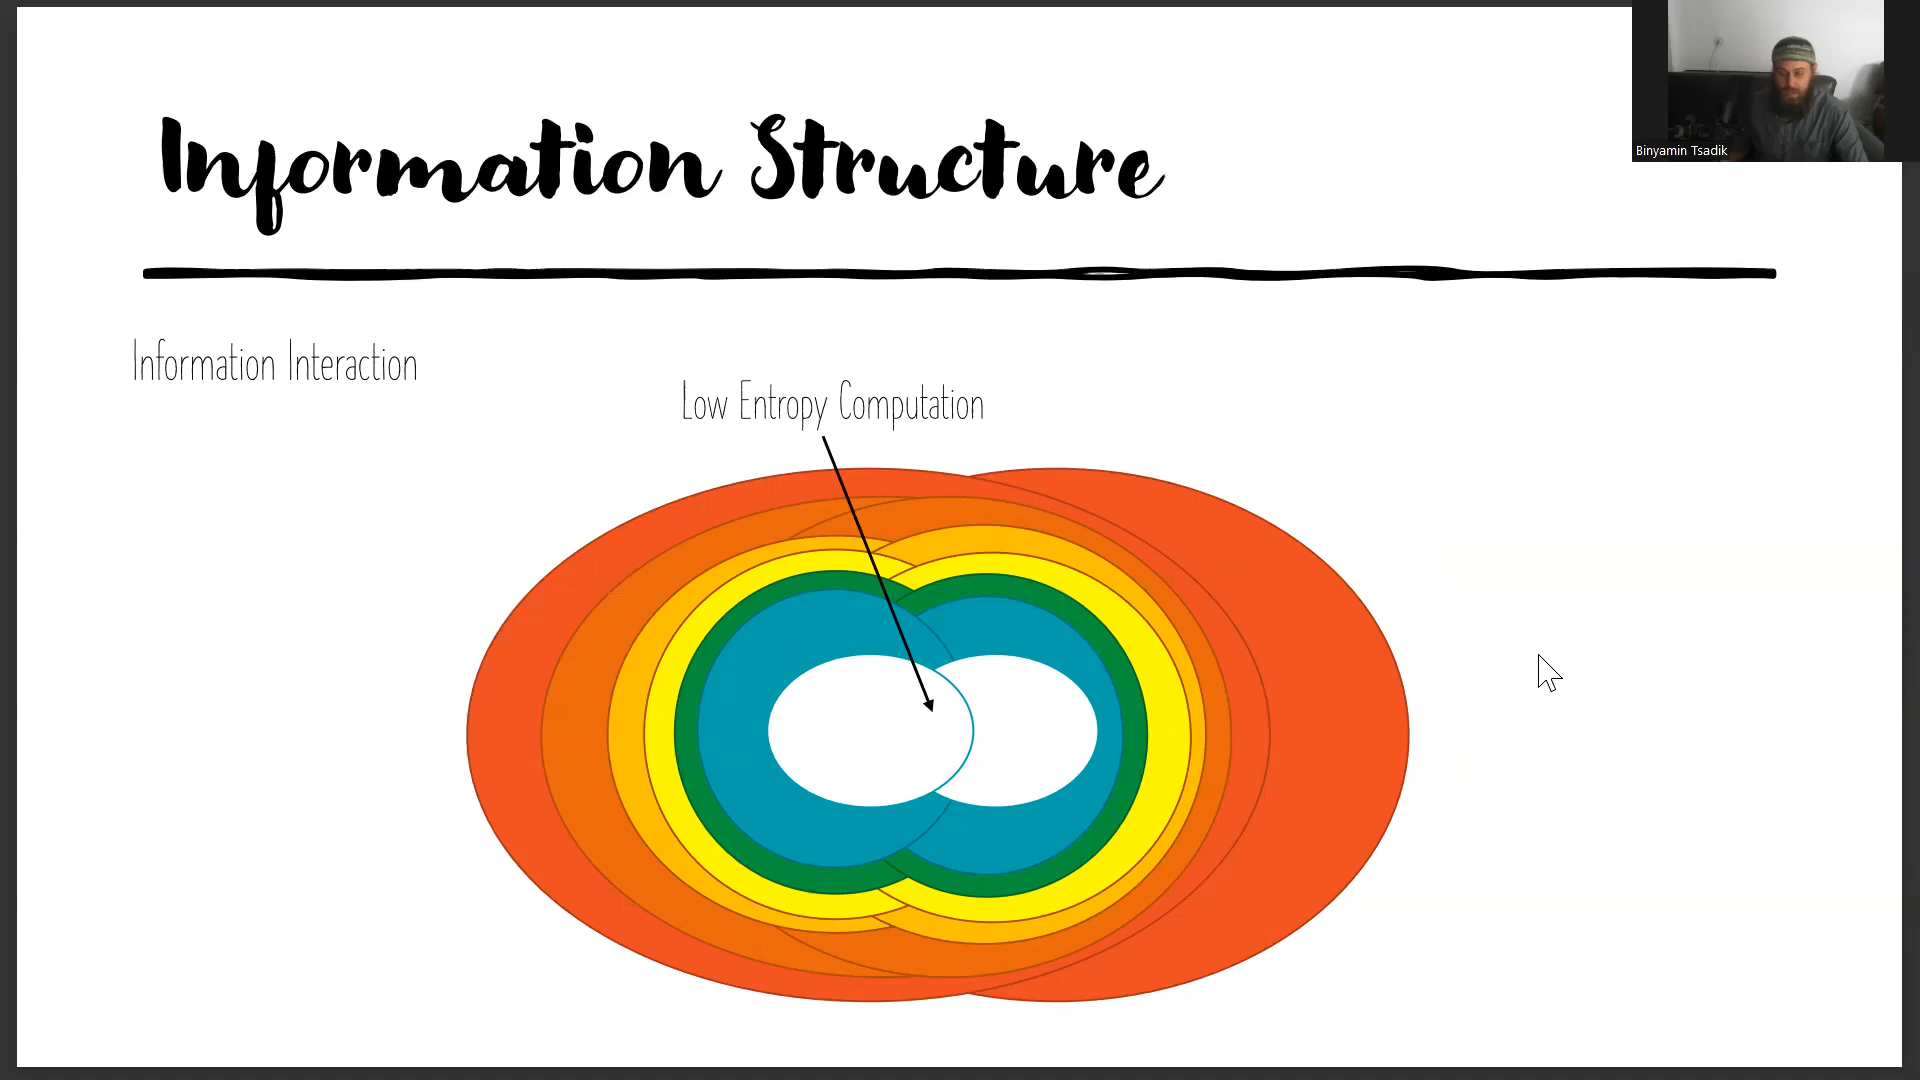 Information Structure
Binyamin Tsadik
Information Interaction
Low Entropy Computation